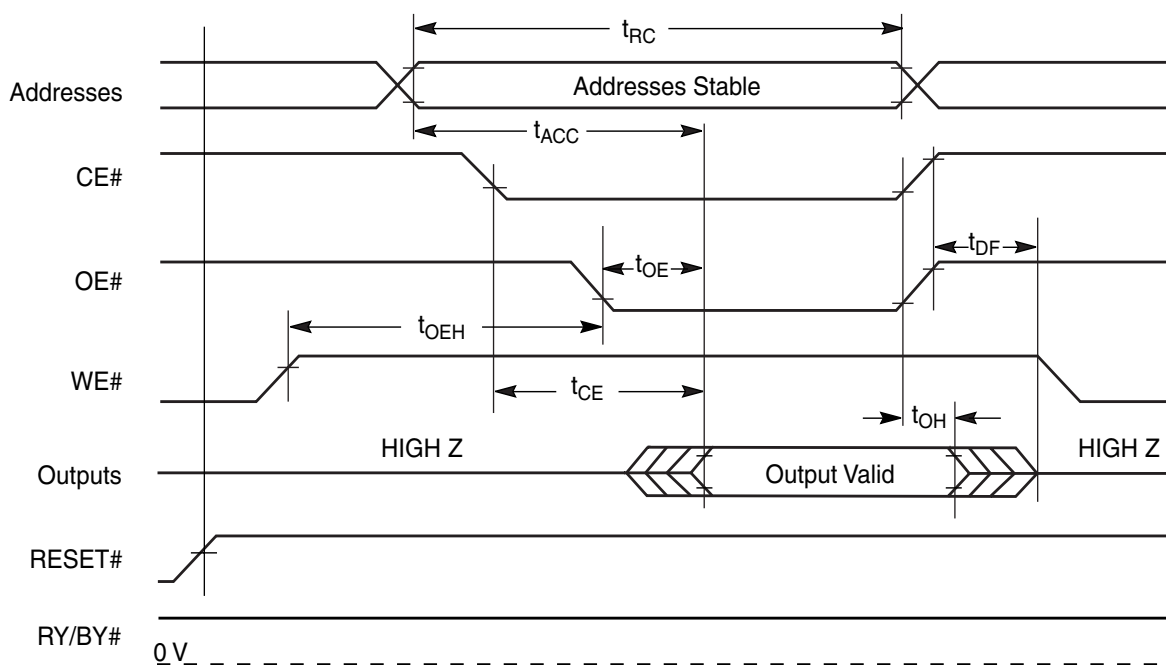 tRC
Addresses
Addresses Stable
tACC
CE#
tDF
OE#
tOE
tOEH
WE#
tCE
tOH
HIGH Z
HIGH Z
Outputs
Output Valid
RESET#
RY/BY#
0 V